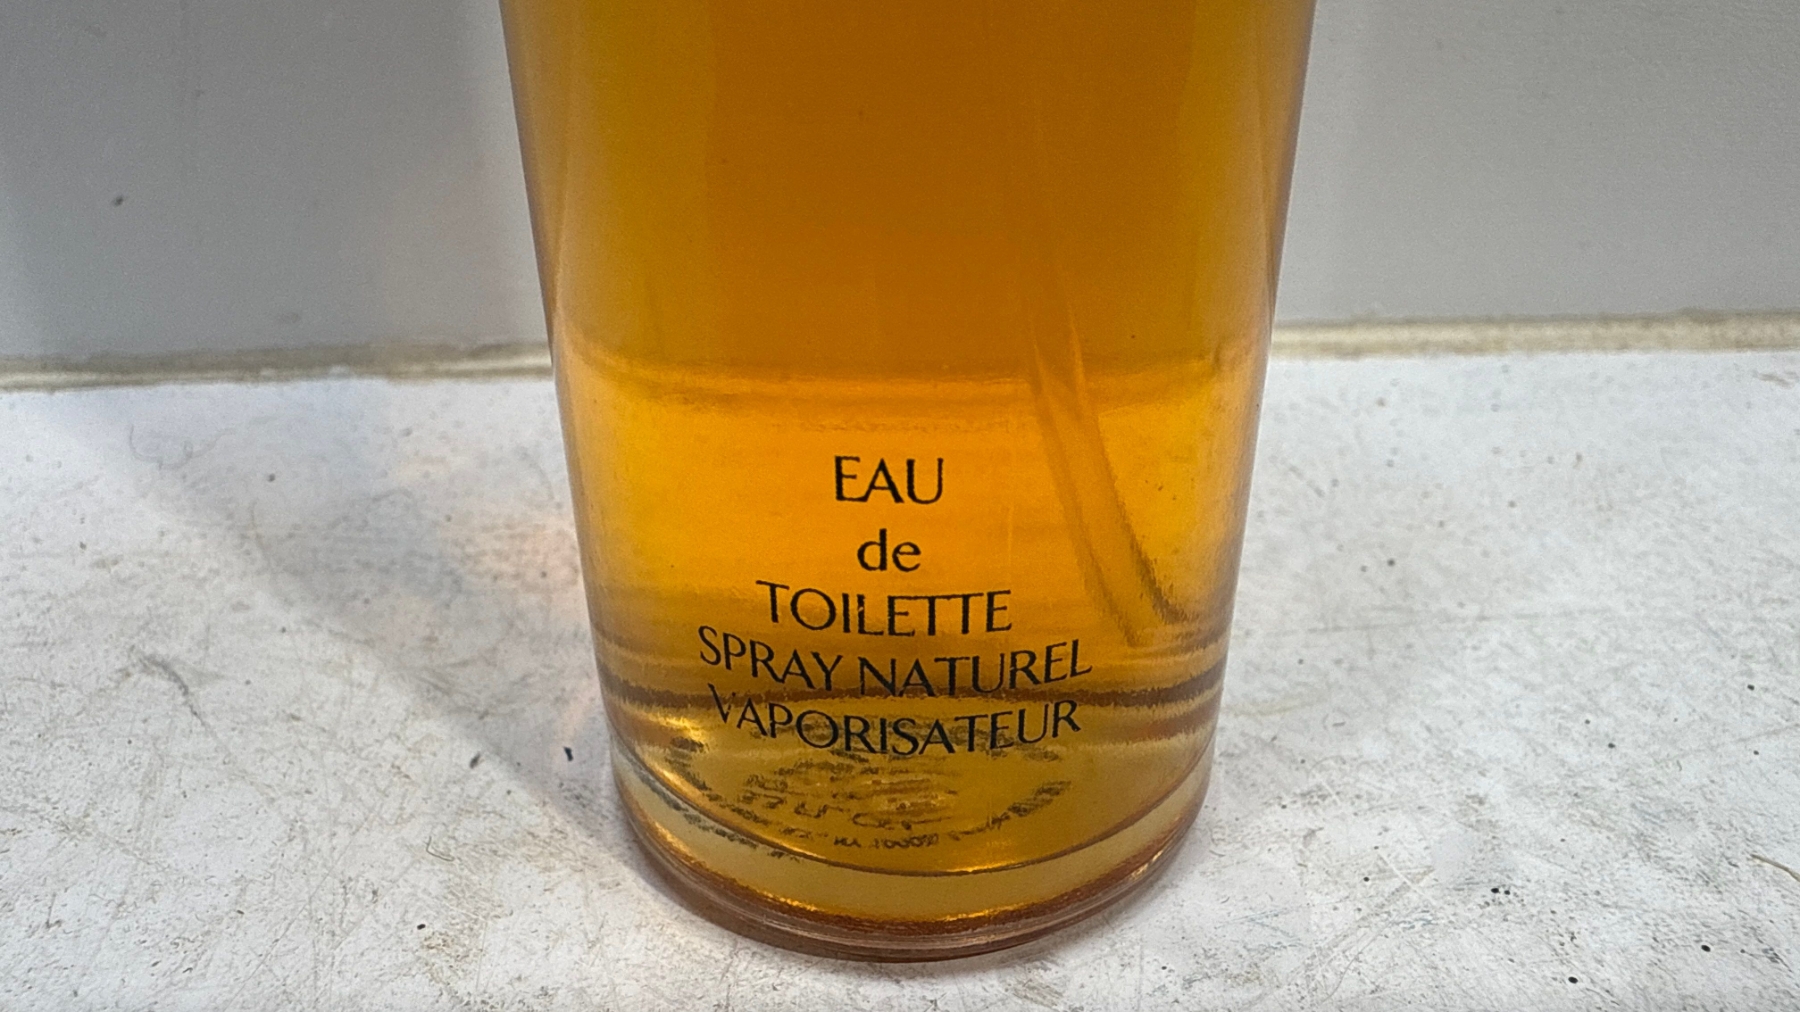 EAU
de
TOILETTE
SPRAY NATUREL
VAPORISATEUR